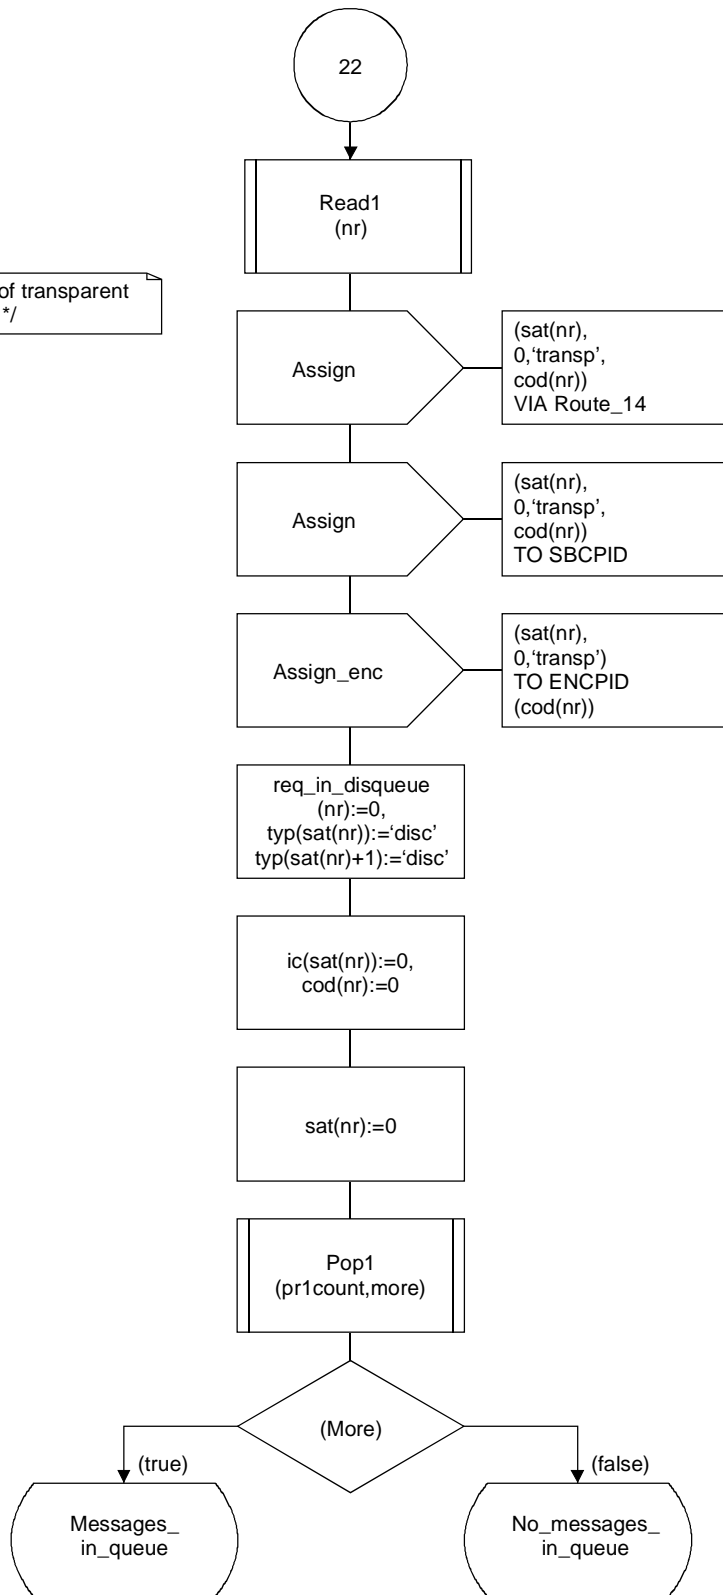 22
Read1
(nr)
of transparent
*/
Assign
(sat(nr),
0,‘transp’,
cod(nr))
VIA Route_14
Assign
(sat(nr),
0,‘transp’,
cod(nr))
TO SBCPID
Assign_enc
(sat(nr),
0,‘transp’)
TO ENCPID
(cod(nr))
req_in_disqueue
(nr):=0,
typ(sat(nr)):=‘disc’
typ(sat(nr)+1):=‘disc’
ic(sat(nr)):=0,
cod(nr):=0
sat(nr):=0
Pop1
(pr1count,more)
(More)
(true)
(false)
Messages_
in_queue
No_messages_
in_queue